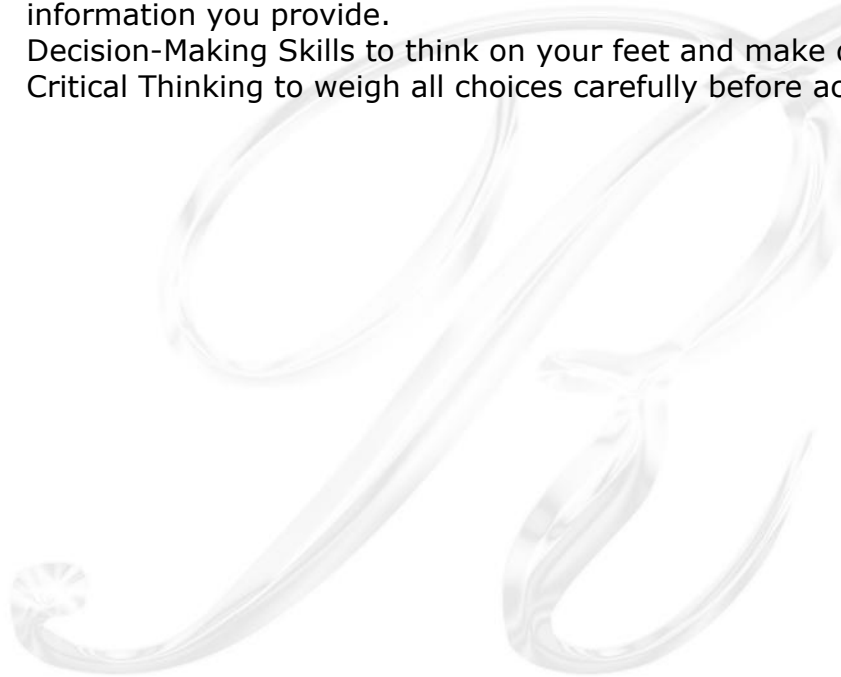 information you provide.
Decision-Making Skills to think on your feet and make
Critical Thinking to weigh all choices carefully before